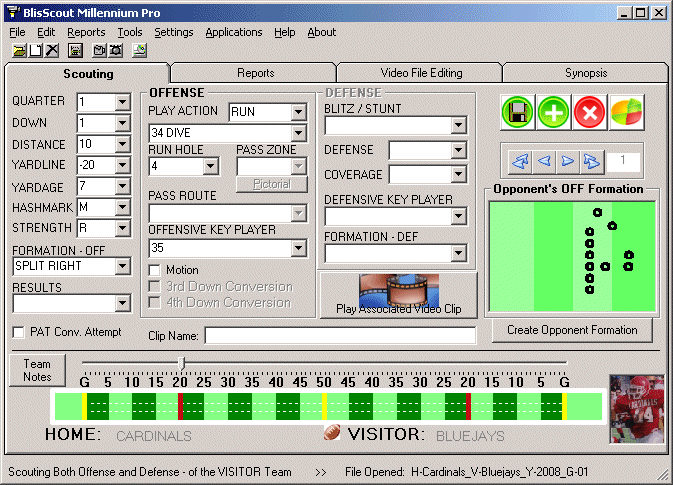 BlisScout Millennium Pro
File Edit Reports Tools Settings Applications Help About
Scouting Reports Video File Editing Synopsis
QUARTER 1
DOWN 1
DISTANCE 10
YARDLINE -20
YARDAGE 7
HASHMARK M
STRENGTH R
FORMATION - OFF
SPLIT RIGHT
RESULTS
PAT Conv. Attempt
OFFENSE
PLAY ACTION RUN
34 DIVE
RUN HOLE PASS ZONE
4
Pictorial
PASS ROUTE
OFFENSIVE KEY PLAYER
35
Motion
3rd Down Conversion
4th Down Conversion
Clip Name:
DEFENSE
BLITZ / STUNT
DEFENSE
COVERAGE
DEFENSIVE KEY PLAYER
FORMATION - DEF
Play Associated Video Clip
1
Opponent's OFF Formation
Create Opponent Formation
Team
Notes
G 5 10 15 20 25 30 35 40 45 50 45 40 35 30 25 20 15 10 5 G
HOME: CARDINALS VISITOR: BLUEJAYS
Scouting Both Offense and Defense - of the VISITOR Team >> File Opened: H-Cardinals_V-Bluejays_Y-2008_G-01